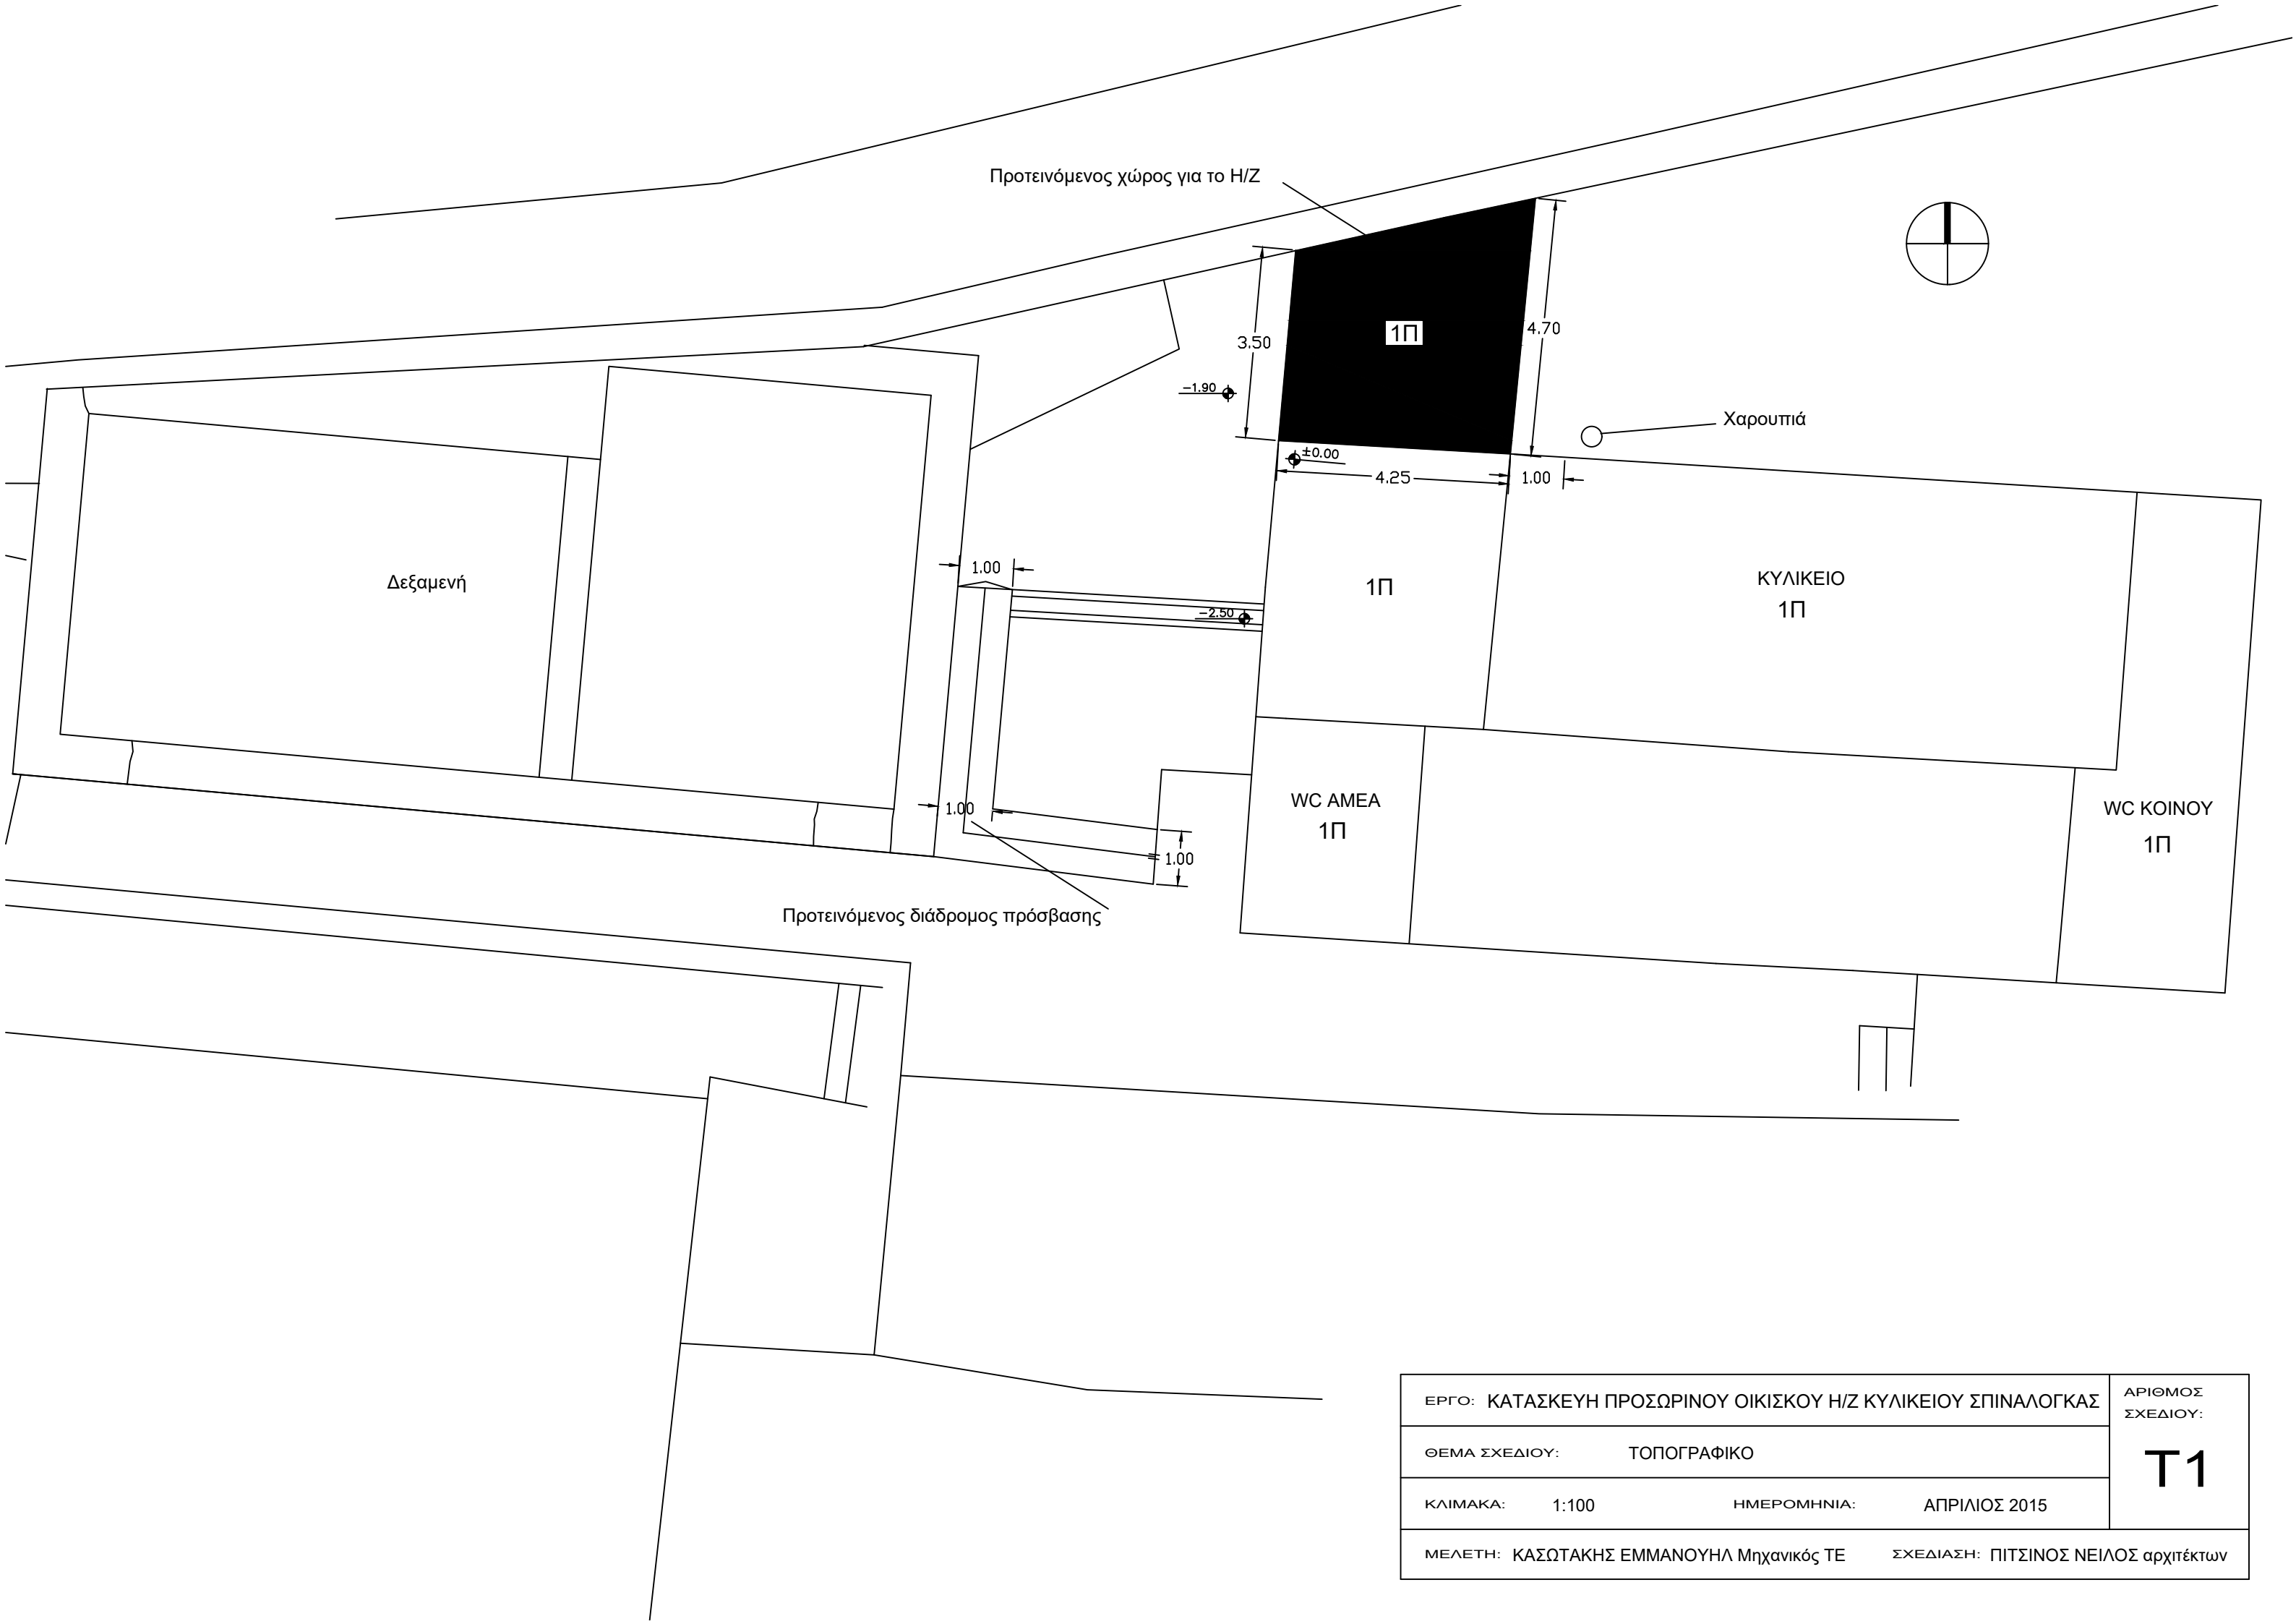 Προτεινόμενος χώρος για το Η/Ζ
1Π
3.50
4.70
-1.90
Χαρουπιά
±0.00
4.25
1.00
1.00
Δεξαμενή
1Π
ΚΥΛΙΚΕΙΟ
1Π
-2.50
WC ΑΜΕΑ
1Π
WC ΚΟΙΝΟΥ
1Π
1.00
1.00
Προτεινόμενος διάδρομος πρόσβασης
ΕΡΓΟ: ΚΑΤΑΣΚΕΥΗ ΠΡΟΣΩΡΙΝΟΥ ΟΙΚΙΣΚΟΥ Η/Ζ ΚΥΛΙΚΕΙΟΥ ΣΠΙΝΑΛΟΓΚΑΣ
ΑΡΙΘΜΟΣ
ΣΧΕΔΙΟΥ:
T1
ΘΕΜΑ ΣΧΕΔΙΟΥ: ΤΟΠΟΓΡΑΦΙΚΟ
ΚΛΙΜΑΚΑ: 1:100 ΗΜΕΡΟΜΗΝΙΑ: ΑΠΡΙΛΙΟΣ 2015
ΜΕΛΕΤΗ: ΚΑΣΩΤΑΚΗΣ ΕΜΜΑΝΟΥΗΛ Μηχανικός ΤΕ ΣΧΕΔΙΑΣΗ: ΠΙΤΣΙΝΟΣ ΝΕΙΛΟΣ αρχιτέκτων